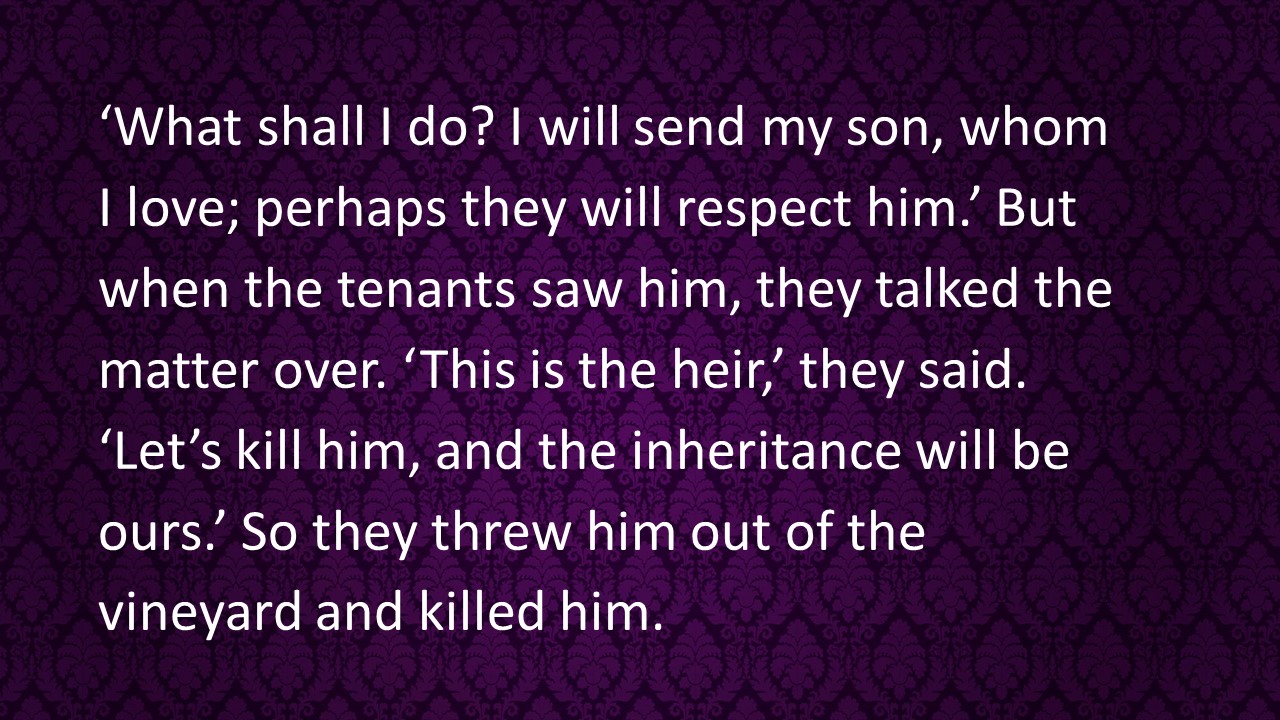 ‘What shall I do? I will send my son, whom
I love; perhaps they will respect him.’ But
when the tenants saw him, they talked the
matter over. ‘This is the heir,’ they said.
‘Let’s kill him, and the inheritance will be
ours.’ So they threw him out of the
vineyard and killed him.